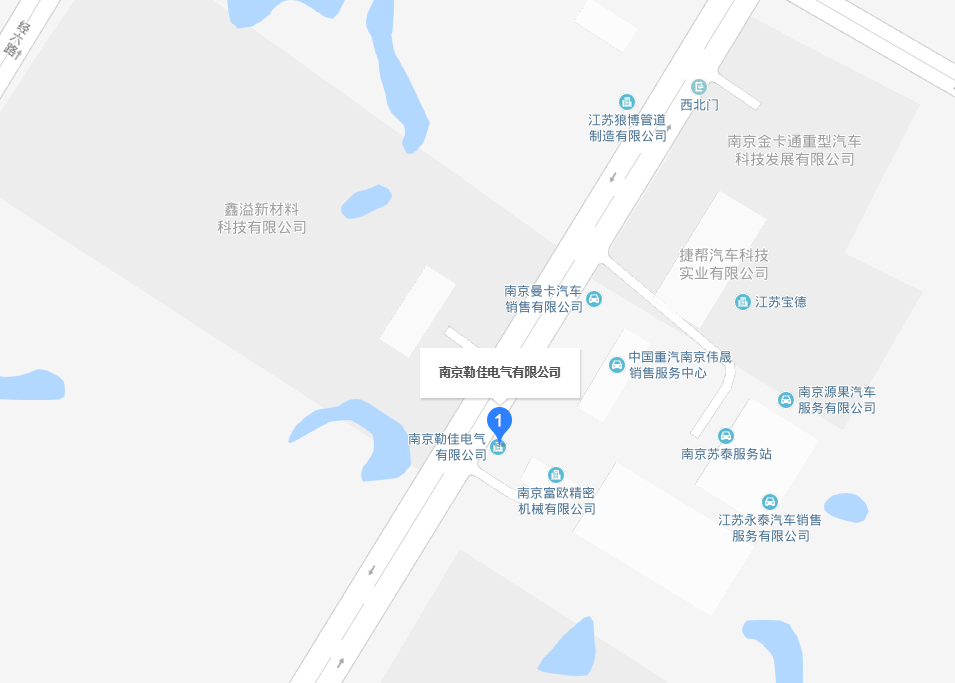 经六路
西北门
江苏狼博管道
制造有限公司
南京金卡通重型汽车
科技发展有限公司
鑫溢新材料
科技有限公司
捷帮汽车科技
实业有限公司
南京曼卡汽车
销售有限公司
江苏宝德
中国重汽南京伟晟
销售服务中心
南京勒佳电气有限公司
南京源果汽车
服务有限公司
1
南京勒佳电气
有限公司
南京苏泰服务站
南京富欧精密
机械有限公司
江苏永泰汽车销售
服务有限公司